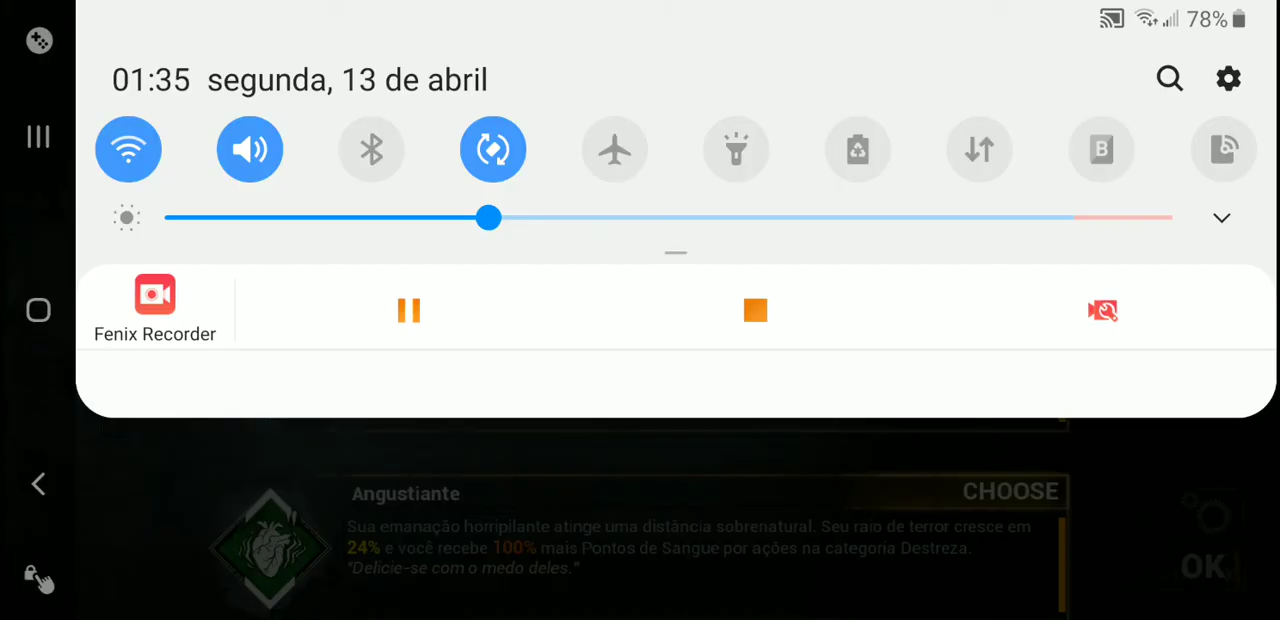 78%
01:35 segunda, 13 de abril
B
Fenix Recorder
Angustiante
CHOOSE
Sua emanação horripilante atinge uma distância sobrenatural. Seu raio de terror cresce em
24% e você recebe 100% mais Pontos de Sangue por ações na categoria Destreza.
"Delicie-se com o medo deles."
OK